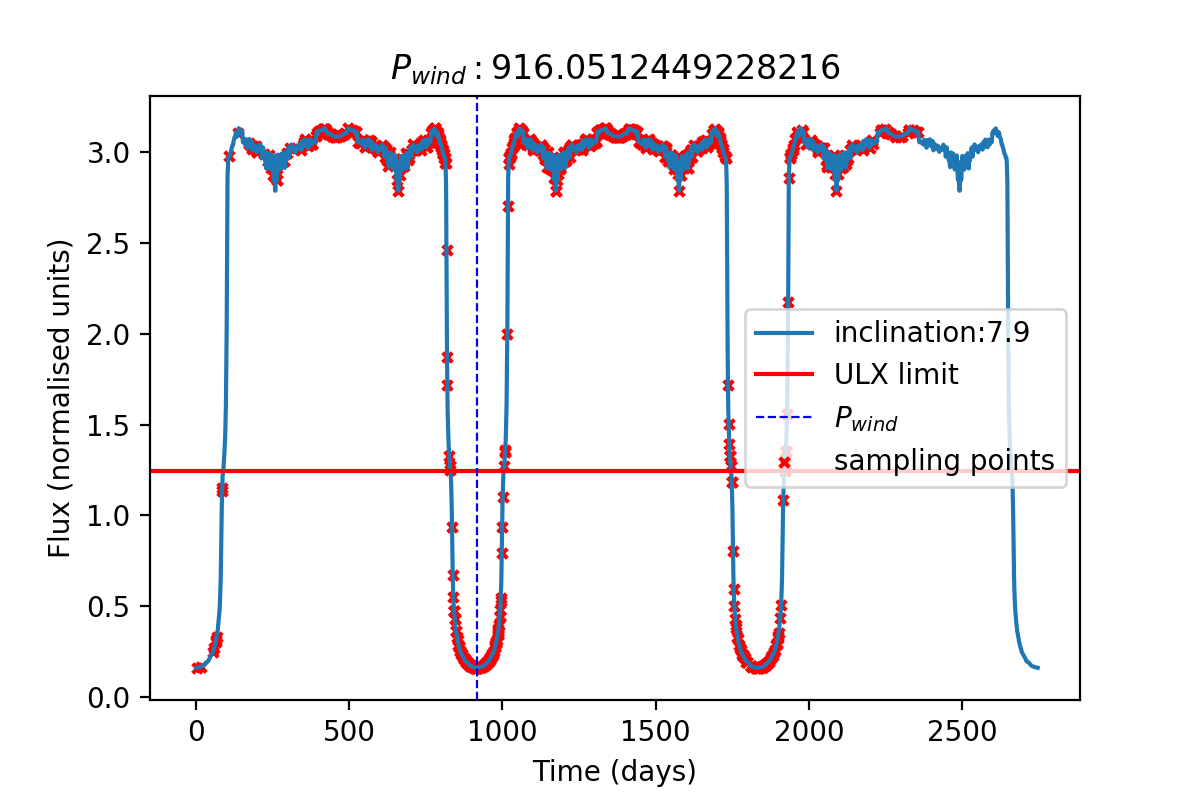 P_wind : 916.0512449228216
Flux (normalised units)
3.0
2.5
2.0
1.5
1.0
0.5
0.0
inclination:7.9
ULX limit
P_wind
sampling points
0 500 1000 1500 2000 2500
Time (days)